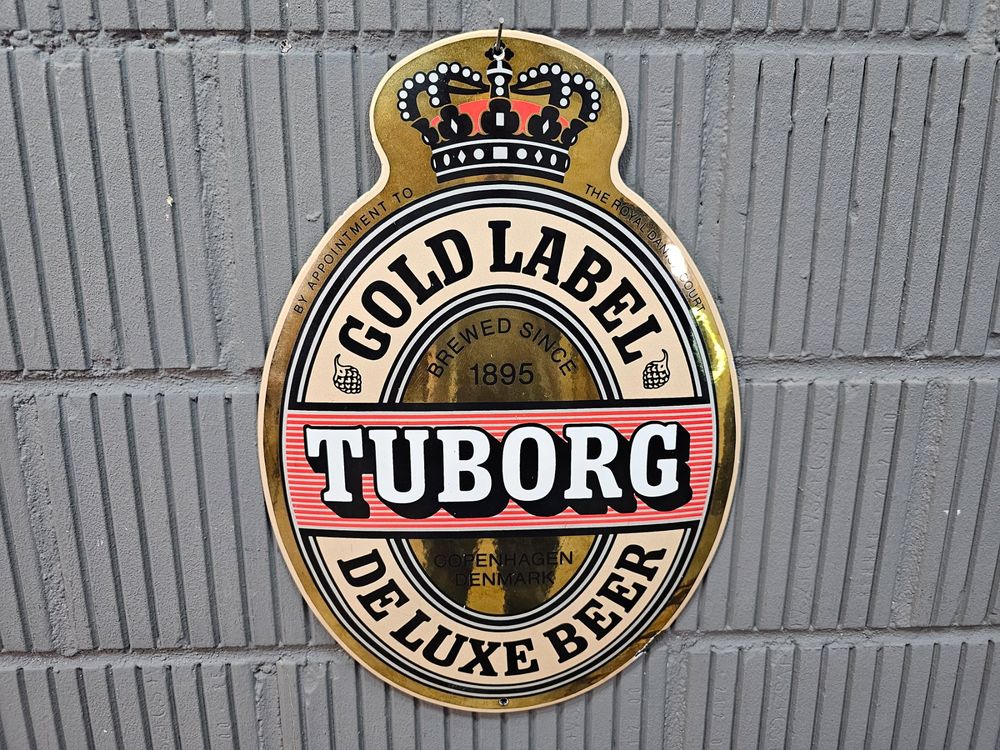 BY APPOINTMENT TO
THE ROYAL DANISH COURT
GOLD LABEL
BREWED SINCE
1895
TUBORG
COPENHAGEN
DENMARK
DE LUXE BEER